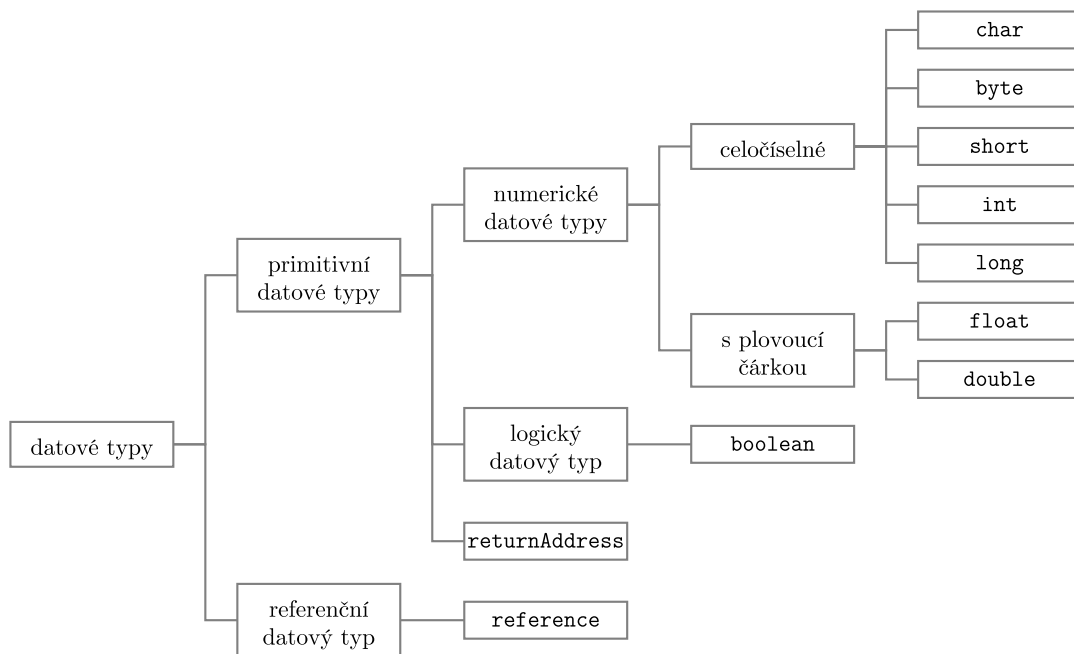 char
byte
celočíselné
short
numerické
datové typy
int
primitivní
datové typy
long
s plovoucí
čárkou
float
double
datové typy
logický
datový typ
boolean
returnAddress
referenční
datový typ
reference